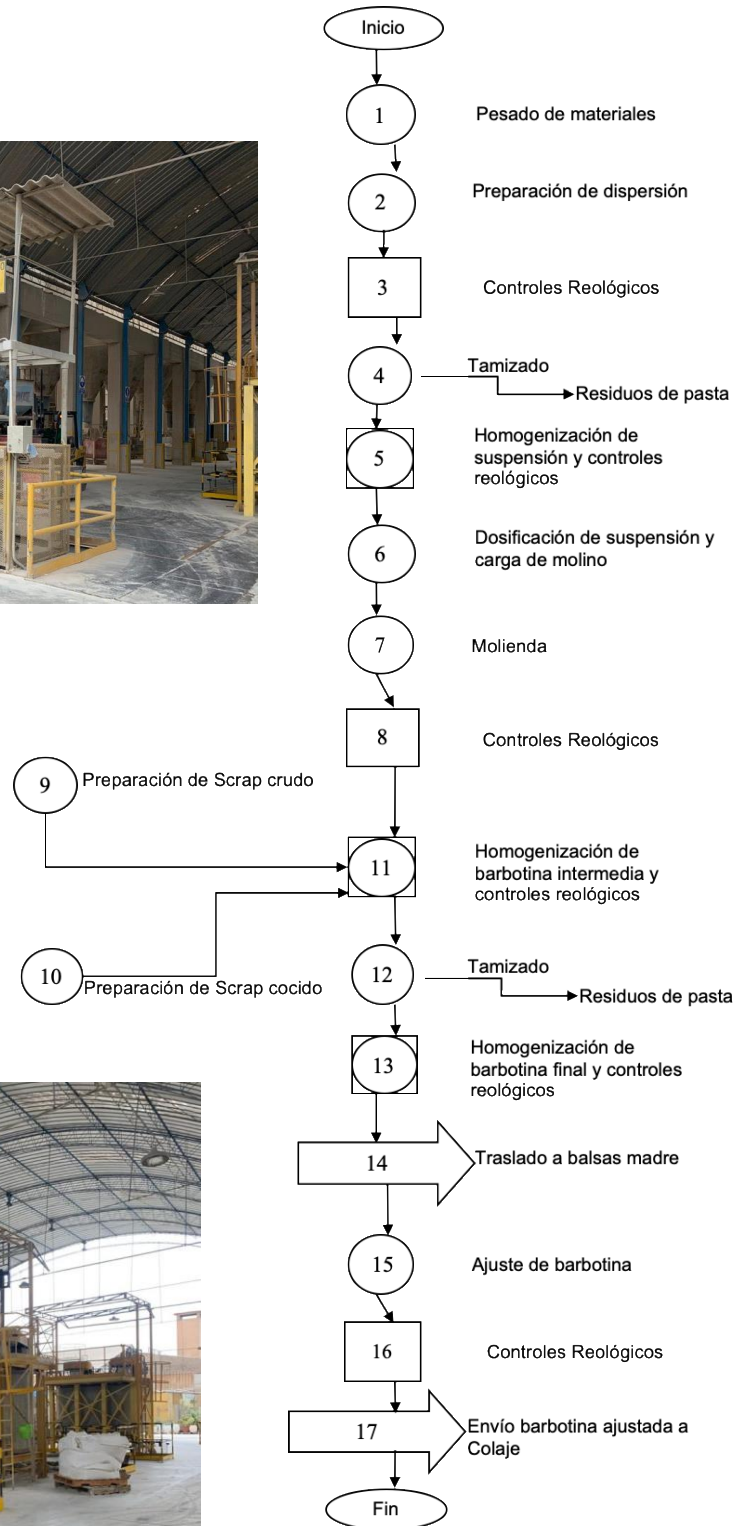 Inicio
1
Pesado de materiales
2
Preparación de dispersión
3
Controles Reológicos
4
Tamizado
Residuos de pasta
5
Homogenización de
suspensión y controles
reológicos
6
Dosificación de suspensión y
carga de molino
7
Molienda
8
Controles Reológicos
9
Preparación de Scrap crudo
11
Homogenización de
barbotina intermedia y
controles reológicos
10
Preparación de Scrap cocido
12
Tamizado
Residuos de pasta
13
Homogenización de
barbotina final y controles
reológicos
14
Traslado a balsas madre
15
Ajuste de barbotina
16
Controles Reológicos
17
Envío barbotina ajustada a
Colaje
Fin